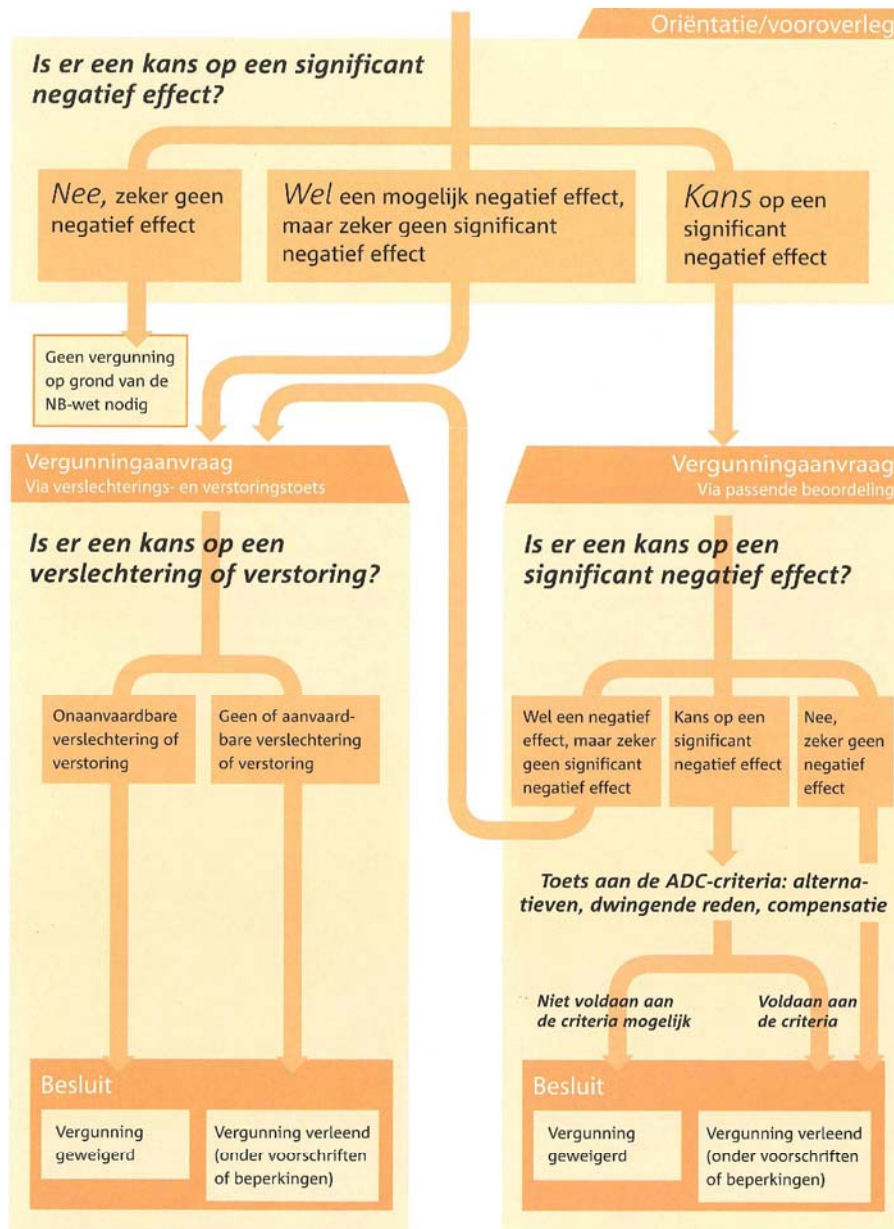 Oriëntatie/vooroverleg
Is er een kans op een significant
negatief effect?
Nee, zeker geen
negatief effect
Wel een mogelijk negatief effect,
maar zeker geen significant
negatief effect
Kans op een
significant
negatief effect
Geen vergunning
op grond van de
NB-wet nodig
Vergunningaanvraag
Via verslechterings- en verstoringstoets
Is er een kans op een
verslechtering of verstoring?
Onaanvaardbare
verslechtering of
verstoring
Geen of aanvaard-
bare verslechtering
of verstoring
Besluit
Vergunning
geweigerd
Vergunning verleend
(onder voorschriften
of beperkingen)
Vergunningaanvraag
Via passende beoordeling
Is er een kans op een
significant negatief effect?
Wel een negatief
effect, maar zeker
geen significant
negatief effect
Kans op een
significant
negatief effect
Nee,
zeker geen
negatief
effect
Toets aan de ADC-criteria: alterna-
tieven, dwingende reden, compensatie
Niet voldaan aan
de criteria mogelijk
Voldaan aan
de criteria
Besluit
Vergunning
geweigerd
Vergunning verleend
(onder voorschriften
of beperkingen)